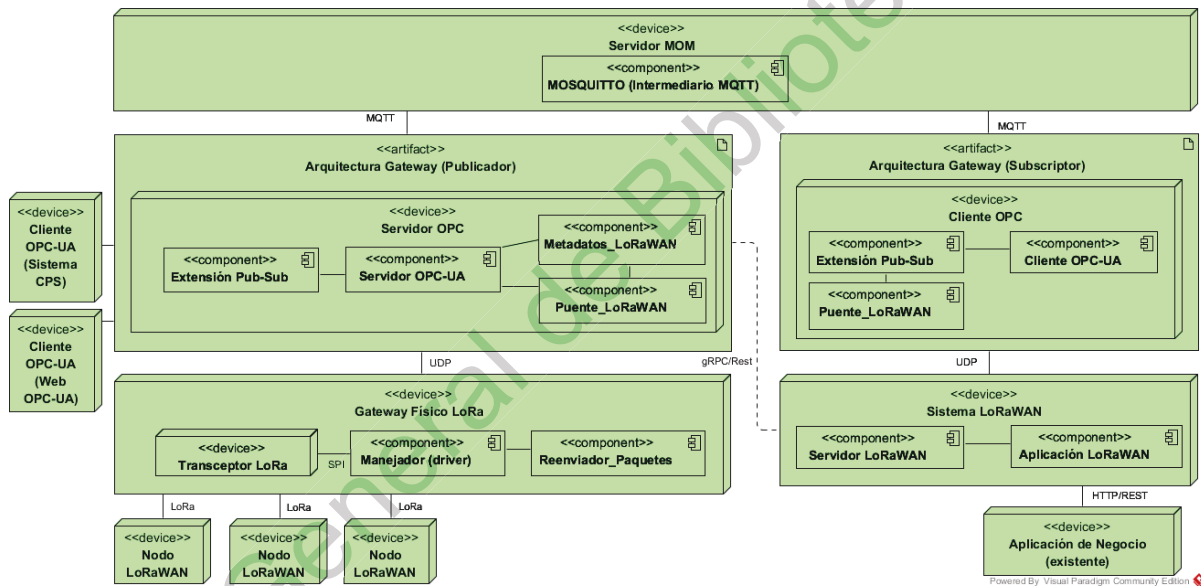 <<device>>
Servidor MOM
<<component>>
MOSQUITTO (Intermediario MQTT)
MQTT
MQTT
<<artifact>>
Arquitectura Gateway (Publicador)
<<device>>
Servidor OPC
<<component>>
Extensión Pub-Sub
<<component>>
Servidor OPC-UA
<<component>>
Metadatos_LoRaWAN
<<component>>
Puente_LoRaWAN
<<artifact>>
Arquitectura Gateway (Subscriptor)
<<device>>
Cliente OPC
<<component>>
Extensión Pub-Sub
<<component>>
Cliente OPC-UA
<<component>>
Puente_LoRaWAN
<<device>>
Cliente
OPC-UA
(Sistema
CPS)
<<device>>
Cliente
OPC-UA
(Web
OPC-UA)
UDP
gRPC/Rest
UDP
<<device>>
Gateway Físico LoRa
<<device>>
Transceptor LoRa
SPI
<<component>>
Manejador (driver)
<<component>>
Reenviador_Paquetes
<<device>>
Sistema LoRaWAN
<<component>>
Servidor LoRaWAN
<<component>>
Aplicación LoRaWAN
LoRa
LoRa
LoRa
HTTP/REST
<<device>>
Nodo
LoRaWAN
<<device>>
Nodo
LoRaWAN
<<device>>
Nodo
LoRaWAN
<<device>>
Aplicación de Negocio
(existente)
Powered By Visual Paradigm Community Edition
General de Bibliote